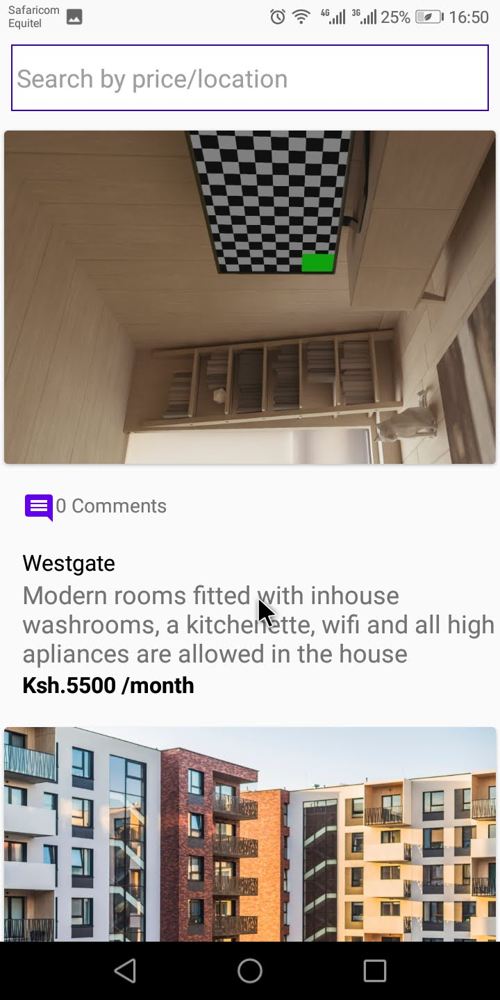 Safaricom
Equitel
4G 3G 25% 16:50
Search by price/location
0 Comments
Westgate
Modern rooms fitted with inhouse
washrooms, a kitchenette, wifi and all high
apliances are allowed in the house
Ksh.5500 /month